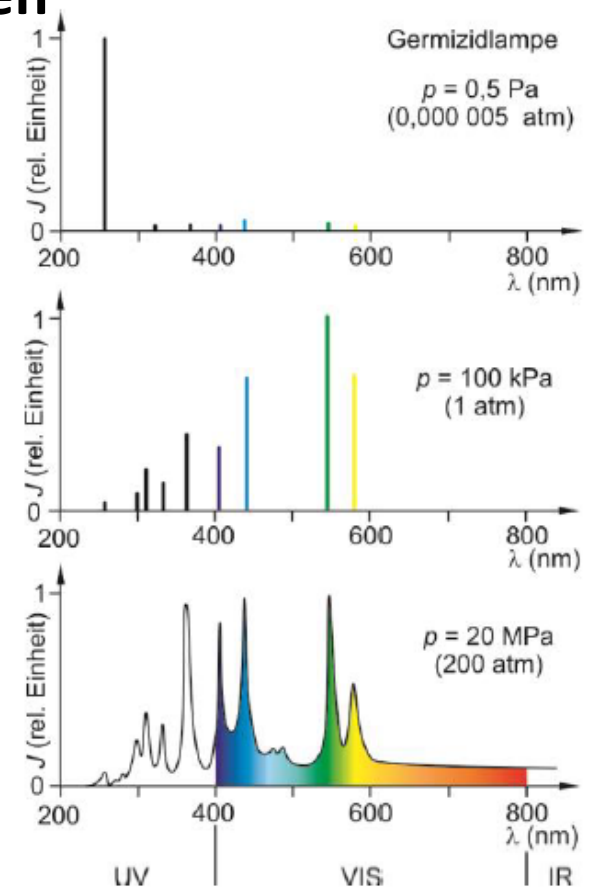 1
Germizidlampe
p = 0,5 Pa
(0,000 005 atm)
J (rel. Einheit)
0
200 400 600 800
λ (nm)
1
p = 100 kPa
(1 atm)
J (rel. Einheit)
0
200 400 600 800
λ (nm)
1
p = 20 MPa
(200 atm)
J (rel. Einheit)
0
200 400 600 800
λ (nm)
UV VIS IR